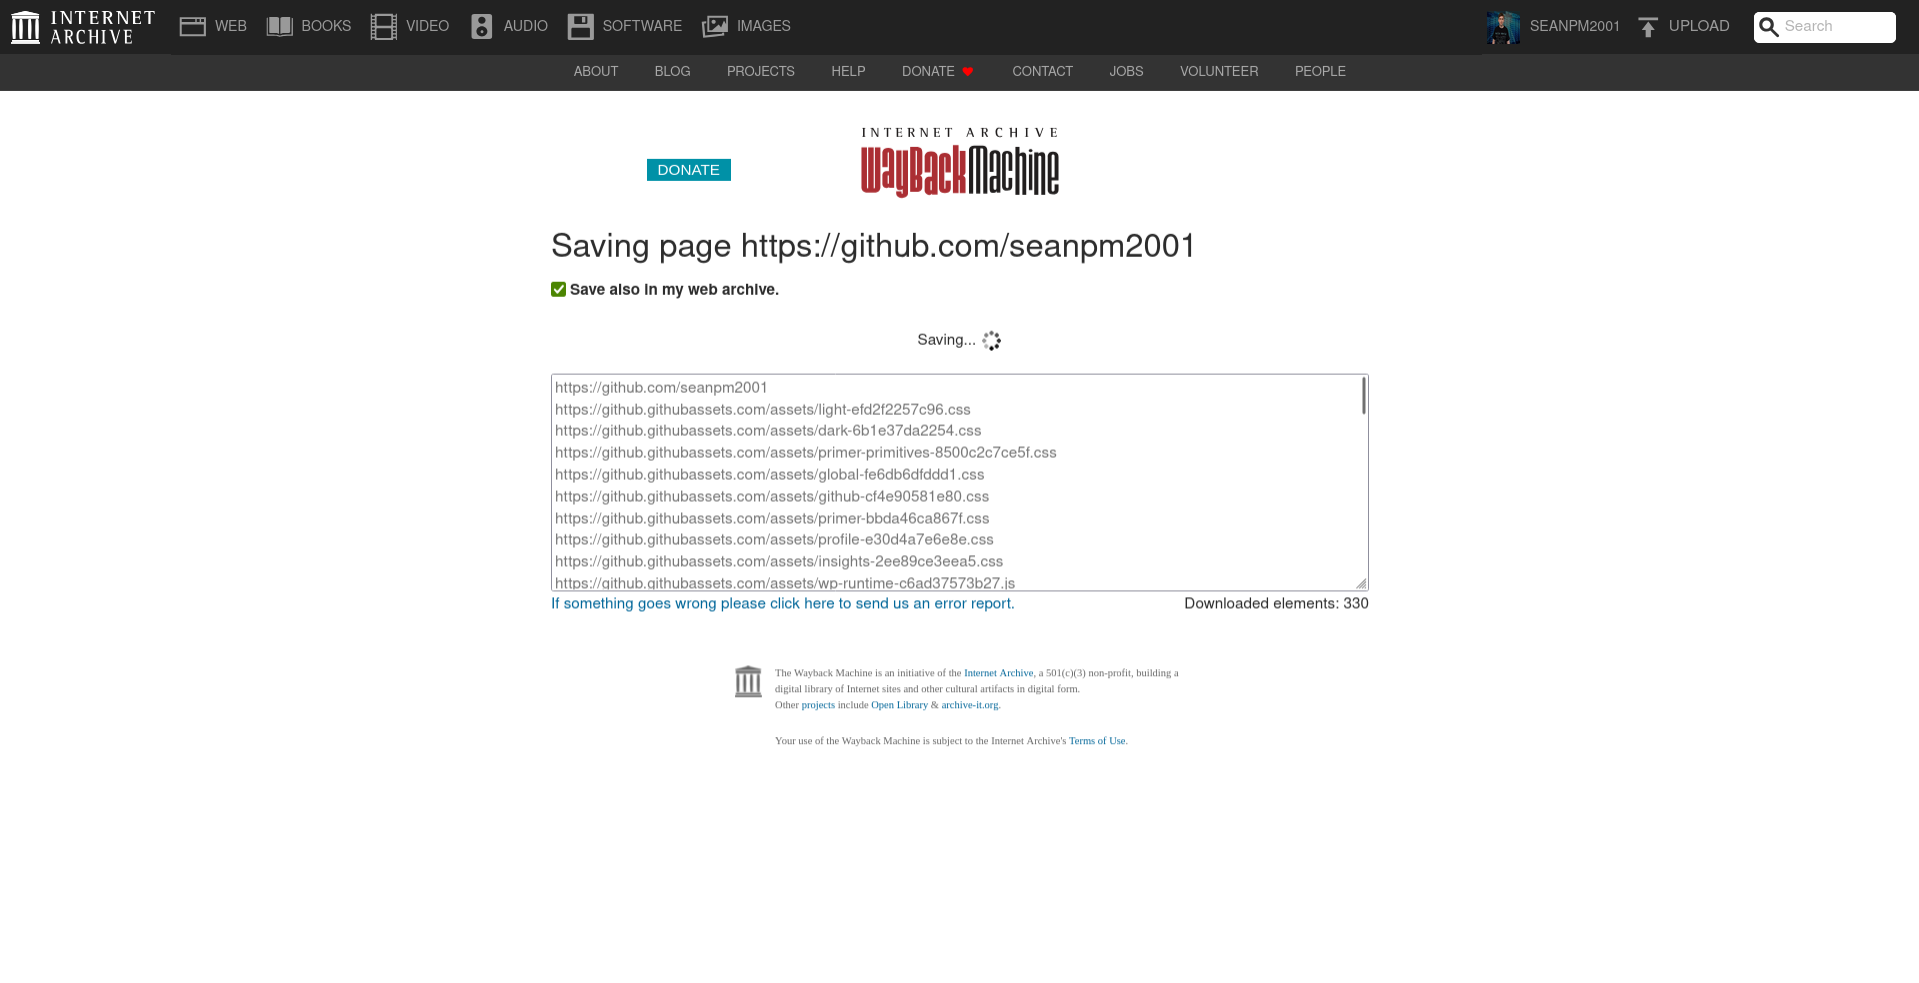 INTERNET ARCHIVE
WEB BOOKS VIDEO AUDIO SOFTWARE IMAGES
SEANPM2001 UPLOAD Search
ABOUT BLOG PROJECTS HELP DONATE CONTACT JOBS VOLUNTEER PEOPLE
INTERNET ARCHIVE
WayBackMachine
DONATE
Saving page https://github.com/seanpm2001
Save also in my web archive.
Saving...
https://github.com/seanpm2001
https://github.githubassets.com/assets/light-efd2f2257c96.css
https://github.githubassets.com/assets/dark-6b1e37da2254.css
https://github.githubassets.com/assets/primer-primitives-8500c2c7ce5f.css
https://github.githubassets.com/assets/global-fe6db6dfddd1.css
https://github.githubassets.com/assets/github-cf4e90581e80.css
https://github.githubassets.com/assets/primer-bbda46ca867f.css
https://github.githubassets.com/assets/profile-e30d4a7e6e8e.css
https://github.githubassets.com/assets/insights-2ee89ce3eea5.css
https://github.githubassets.com/assets/wp-runtime-c6ad37573b27.js
If something goes wrong please click here to send us an error report. Downloaded elements: 330
The Wayback Machine is an initiative of the Internet Archive, a 501(c)(3) non-profit, building a
digital library of Internet sites and other cultural artifacts in digital form.
Other projects include Open Library & archive-it.org.
Your use of the Wayback Machine is subject to the Internet Archive's Terms of Use.